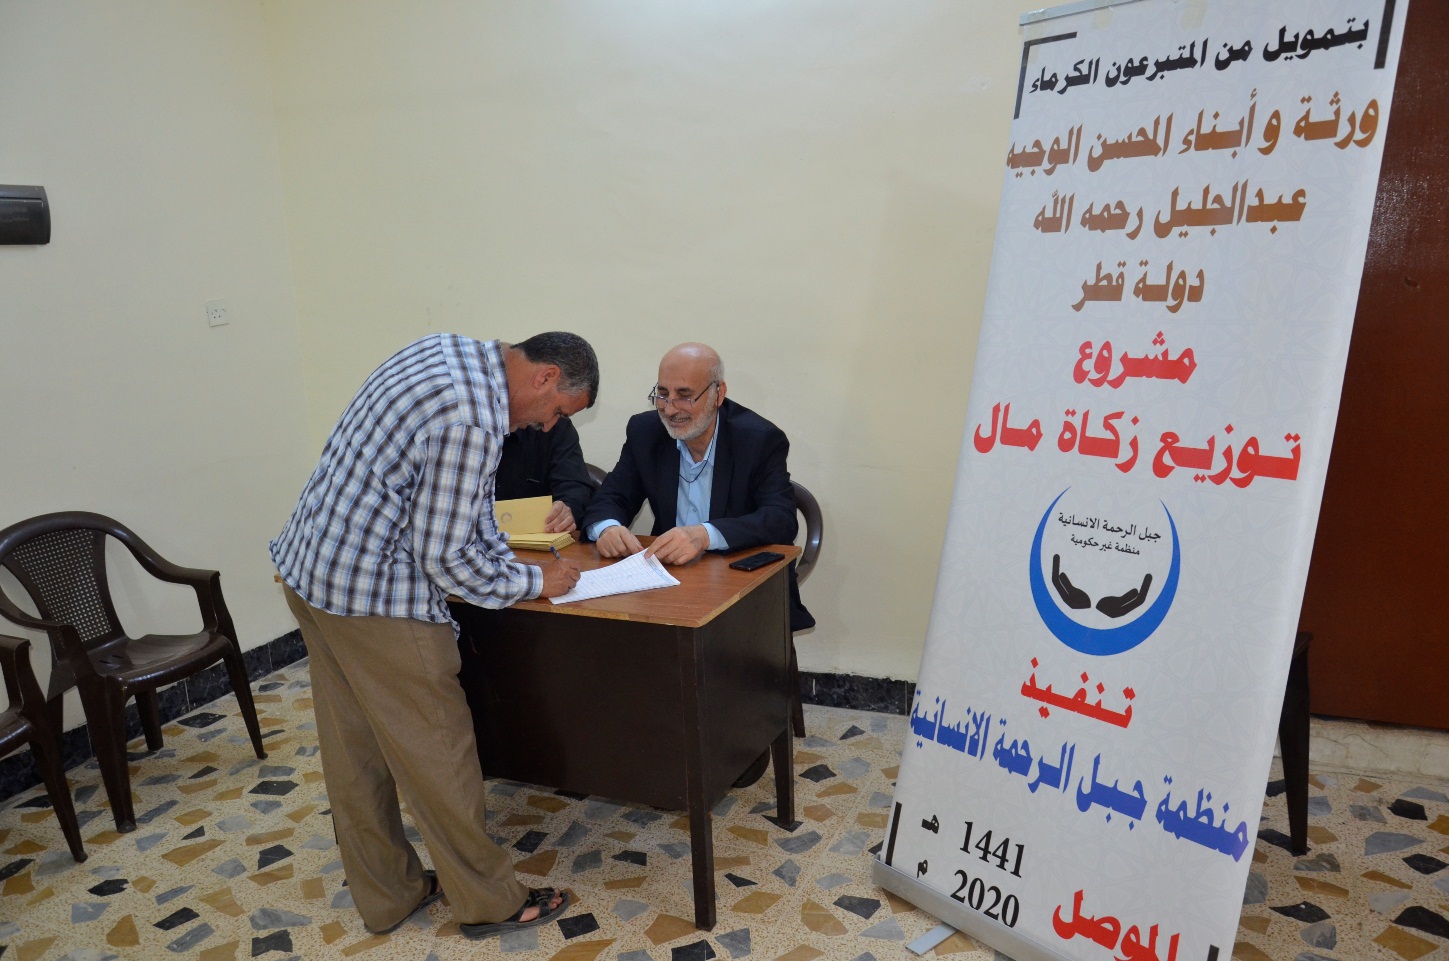 بتمويل من المتبرعون الكرماء
ورثة و أبناء المحسن الوجيه
عبدالجليل رحمه الله
دولة قطر
مشروع
توزيع زكاة مال
جبل الرحمة الانسانية
منظمة غير حكومية
تنفيذ
منظمة جبل الرحمة الانسانية
1441 هـ
2020 م
الموصل